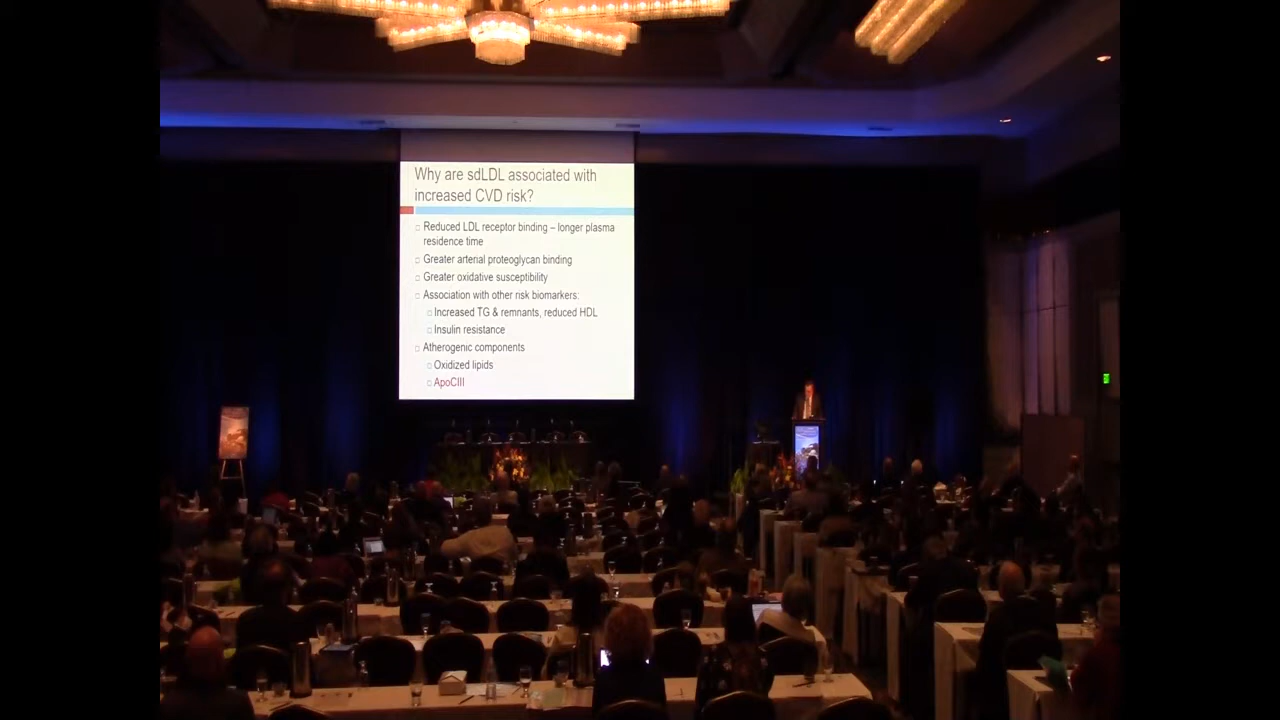 Why are sdLDL associated with
increased CVD risk?
Reduced LDL receptor binding – longer plasma
residence time
Greater arterial proteoglycan binding
Greater oxidative susceptibility
Association with other risk biomarkers:
Increased TG & remnants, reduced HDL
Insulin resistance
Atherogenic components
Oxidized lipids
ApoCIII